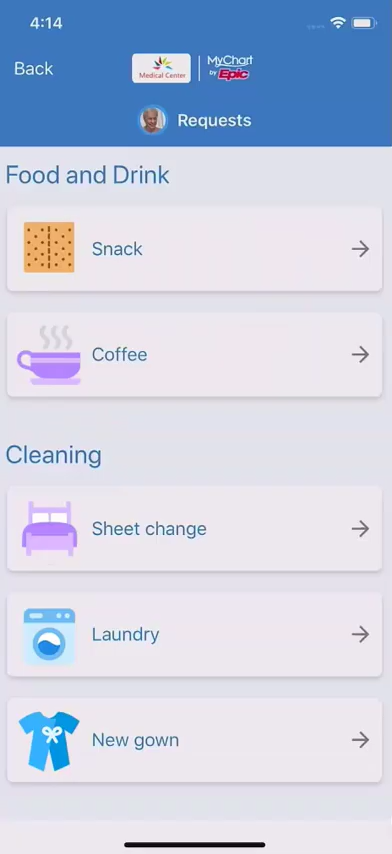 4:14
Back
Medical Center
MyChart
by Epic
Requests
Food and Drink
Snack
Coffee
Cleaning
Sheet change
Laundry
New gown